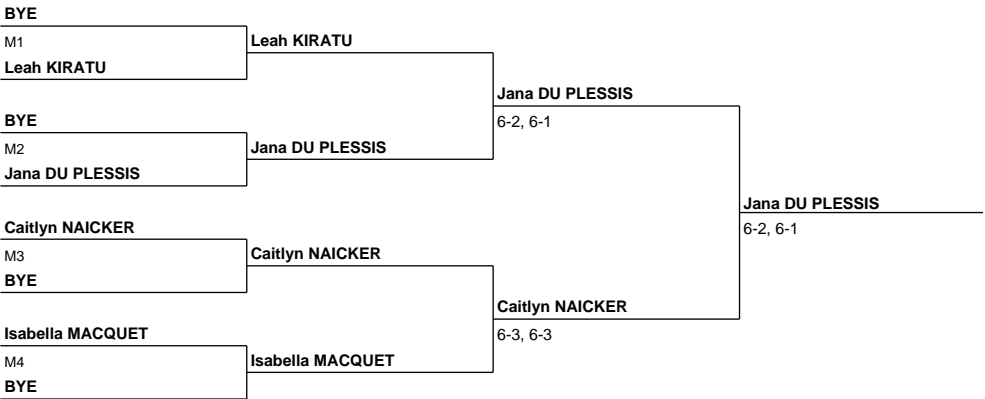 BYE
M1
Leah KIRATU
BYE
M2
Jana DU PLESSIS
Caitlyn NAICKER
M3
BYE
Isabella MACQUET
M4
BYE
Leah KIRATU
Jana DU PLESSIS
Caitlyn NAICKER
Isabella MACQUET
Jana DU PLESSIS
6-2, 6-1
Caitlyn NAICKER
6-3, 6-3
Jana DU PLESSIS
6-2, 6-1